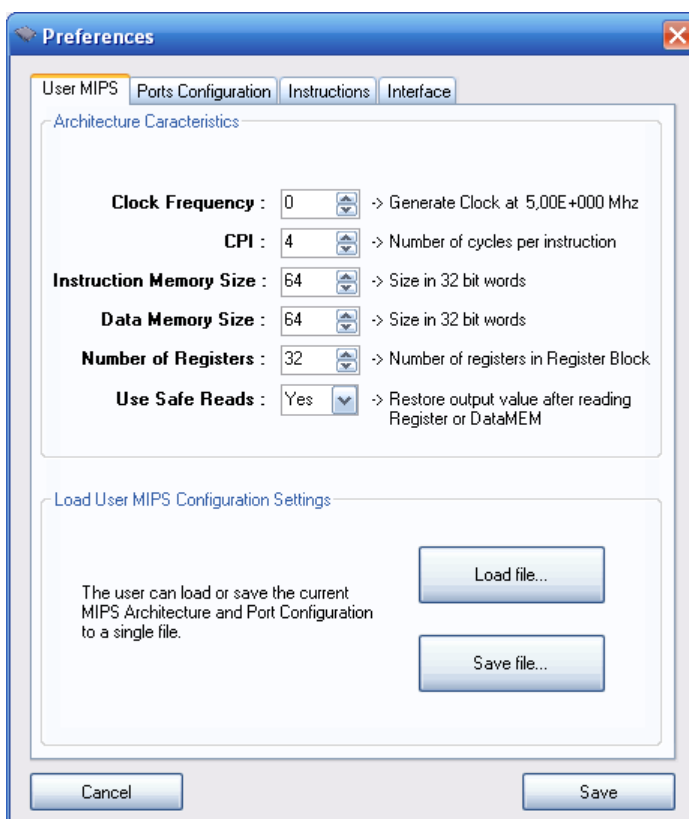 Preferences
User MIPS Ports Configuration Instructions Interface
Architecture Caracteristics
Clock Frequency : 0 -> Generate Clock at 5,00E+000 Mhz
CPI : 4 -> Number of cycles per instruction
Instruction Memory Size : 64 -> Size in 32 bit words
Data Memory Size : 64 -> Size in 32 bit words
Number of Registers : 32 -> Number of registers in Register Block
Use Safe Reads : Yes -> Restore output value after reading
Register or DataMEM
Load User MIPS Configuration Settings
The user can load or save the current
MIPS Architecture and Port Configuration
to a single file.
Load file...
Save file...
Cancel Save